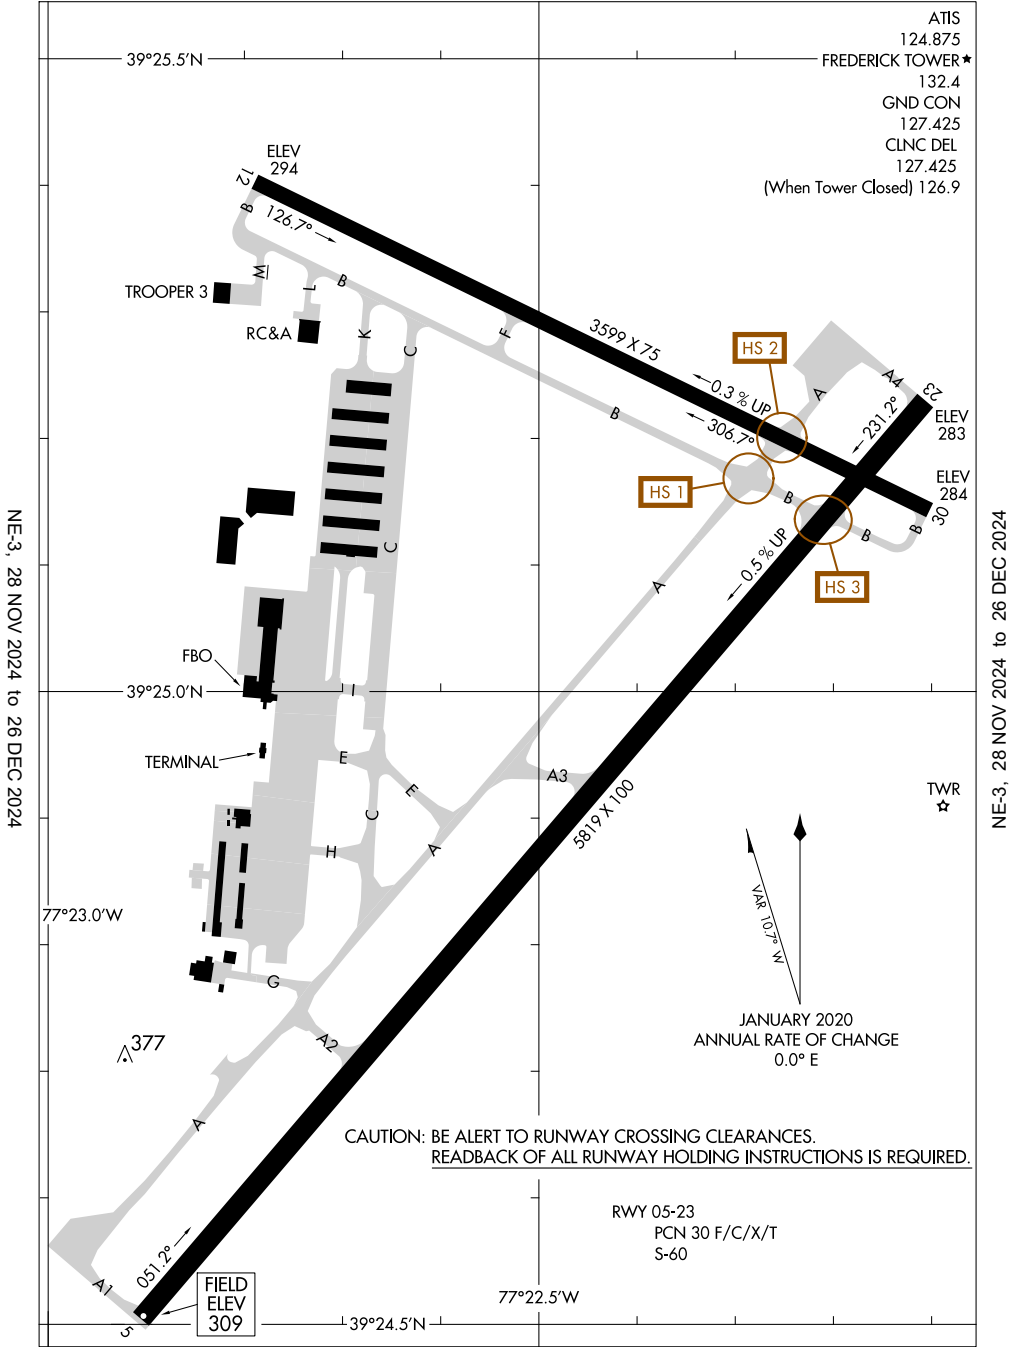 ATIS
124.875
FREDERICK TOWER★
132.4
GND CON
127.425
CLNC DEL
127.425
(When Tower Closed) 126.9
39°25.5'N
ELEV
294
12
B
126.7°
M
L
B
TROOPER 3
RC&A
K
C
F
3599 X 75
HS 2
A
A4
23
0.3 % UP
306.7°
231.2°
ELEV
283
B
ELEV
284
HS 1
B
B
B
30
HS 3
0.5 % UP
C
A
FBO
39°25.0'N
I
TERMINAL
E
E
A3
C
5819 X 100
TWR
H
A
77°23.0'W
VAR 10.7° W
G
JANUARY 2020
ANNUAL RATE OF CHANGE
0.0° E
377
A2
A
CAUTION: BE ALERT TO RUNWAY CROSSING CLEARANCES.
READBACK OF ALL RUNWAY HOLDING INSTRUCTIONS IS REQUIRED.
RWY 05-23
PCN 30 F/C/X/T
S-60
051.2°
A1
5
FIELD
ELEV
309
77°22.5'W
39°24.5'N
NE-3, 28 NOV 2024 to 26 DEC 2024
NE-3, 28 NOV 2024 to 26 DEC 2024